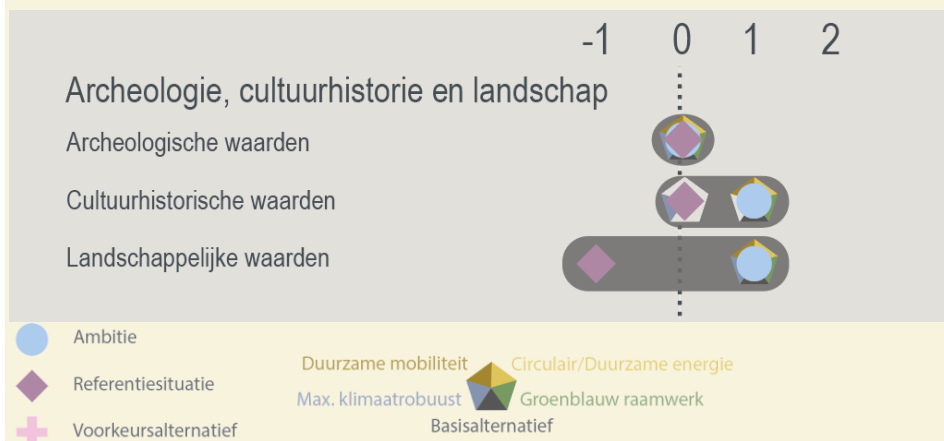 -1 0 1 2
Archeologie, cultuurhistorie en landschap
Archeologische waarden
Cultuurhistorische waarden
Landschappelijke waarden
Ambitie
Referentiesituatie
Voorkeursalternatief
Duurzame mobiliteit Circulair/Duurzame energie
Max. klimaatrobuust Groenblauw raamwerk
Basisalternatief